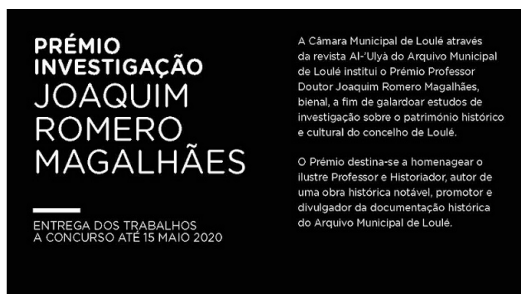 PRÉMIO
INVESTIGAÇÃO
JOAQUIM
ROMERO
MAGALHÃES
ENTREGA DOS TRABALHOS
A CONCURSO ATÉ 15 MAIO 2020
A Câmara Municipal de Loulé através
da revista Al-'Ulyà do Arquivo Municipal
de Loulé institui o Prémio Professor
Doutor Joaquim Romero Magalhães,
bienal, a fim de galardoar estudos de
investigação sobre o património histórico
e cultural do concelho de Loulé.
O Prémio destina-se a homenagear o
ilustre Professor e Historiador, autor de
uma obra histórica notável, promotor e
divulgador da documentação histórica
do Arquivo Municipal de Loulé.